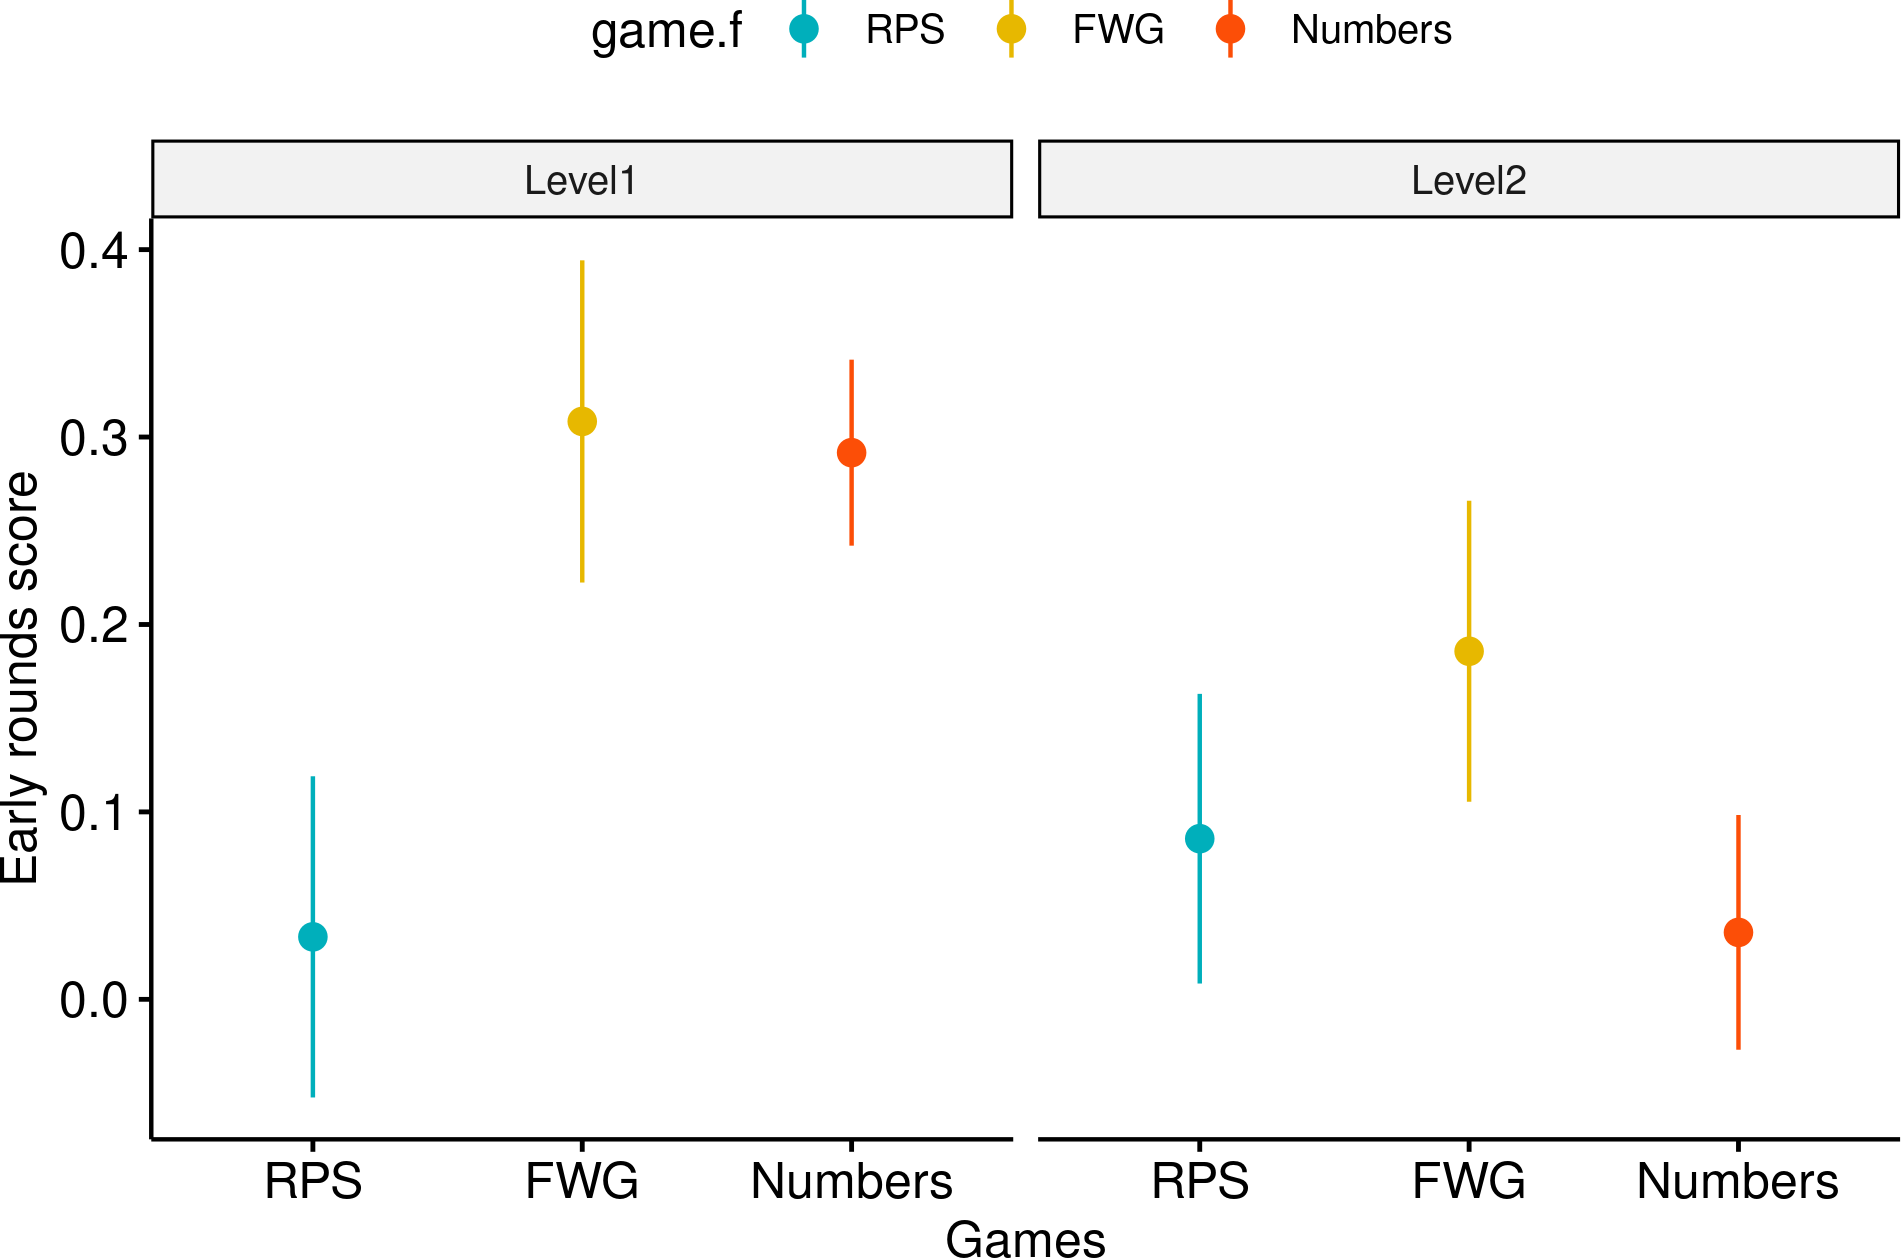 game.f RPS FWG Numbers
Level1 Level2
0.4
0.3
0.2
0.1
0.0
Early rounds score
RPS FWG Numbers RPS FWG Numbers
Games